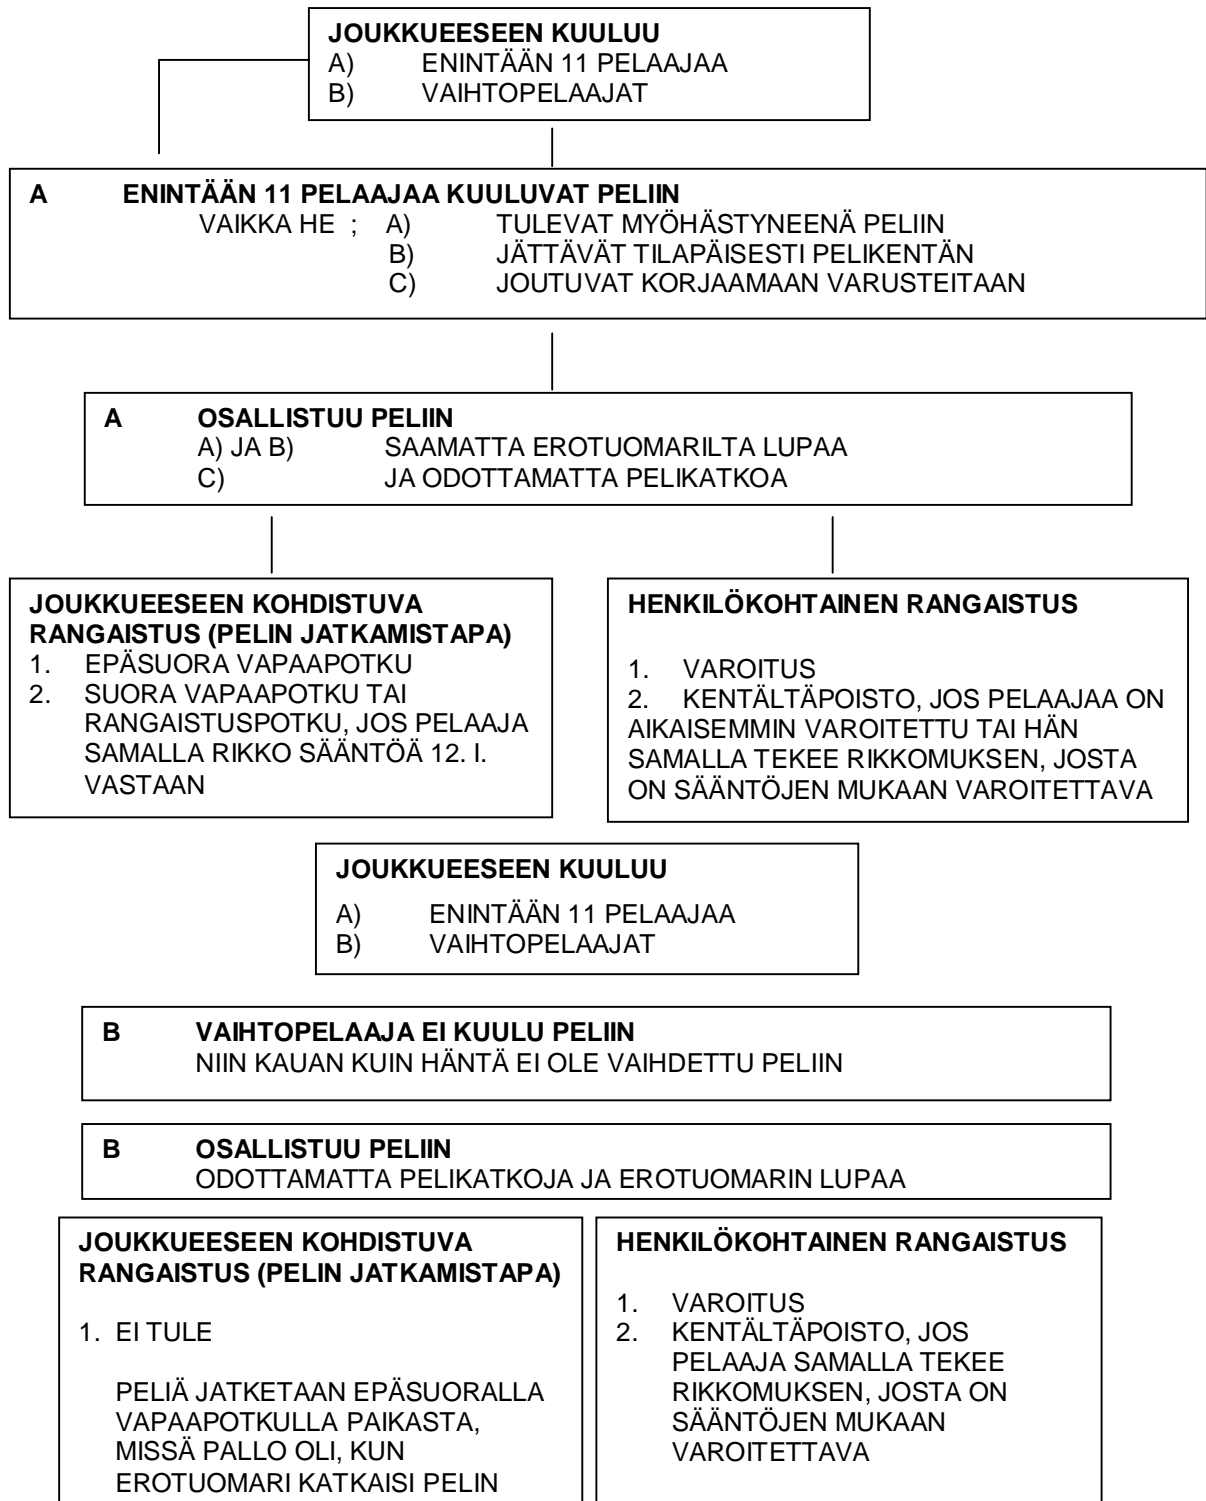 JOUKKUEESEEN KUULUU
A) ENINTÄÄN 11 PELAAJAA
B) VAIHTOPELAAJAT
A ENINTÄÄN 11 PELAAJAA KUULUVAT PELIIN
VAIKKA HE ; A) TULEVAT MYÖHÄSTYNEENÄ PELIIN
B) JÄTTÄVÄT TILAPÄISESTI PELIKENTÄN
C) JOUTUVAT KORJAAMAAN VARUSTEITAAN
A OSALLISTUU PELIIN
A) JA B) SAAMATTA EROTUOMARILTA LUPAA
C) JA ODOTTAMATTA PELIKATKOA
JOUKKUEESEEN KOHDISTUVA
RANGAISTUS (PELIN JATKAMISTAPA)
1. EPÄSUORA VAPAAPOTKU
2. SUORA VAPAAPOTKU TAI
RANGAISTUSPOTKU, JOS PELAAJA
SAMALLA RIKKO SÄÄNTÖÄ 12. I.
VASTAAN
HENKILÖKOHTAINEN RANGAISTUS
1. VAROITUS
2. KENTÄLTÄPOISTO, JOS PELAAJAA ON
AIKAISEMMIN VAROITETTU TAI HÄN
SAMALLA TEKEE RIKKOMUKSEN, JOSTA
ON SÄÄNTÖJEN MUKAAN VAROITETTAVA
JOUKKUEESEEN KUULUU
A) ENINTÄÄN 11 PELAAJAA
B) VAIHTOPELAAJAT
B VAIHTOPELAAJA EI KUULU PELIIN
NIIN KAUAN KUIN HÄNTÄ EI OLE VAIHDETTU PELIIN
B OSALLISTUU PELIIN
ODOTTAMATTA PELIKATKOJA JA EROTUOMARIN LUPAA
JOUKKUEESEEN KOHDISTUVA
RANGAISTUS (PELIN JATKAMISTAPA)
1. EI TULE
PELIÄ JATKETAAN EPÄSUORALLA
VAPAAPOTKULLA PAIKASTA,
MISSÄ PALLO OLI, KUN
EROTUOMARI KATKAISI PELIN
HENKILÖKOHTAINEN RANGAISTUS
1. VAROITUS
2. KENTÄLTÄPOISTO, JOS
PELAAJA SAMALLA TEKEE
RIKKOMUKSEN, JOSTA ON
SÄÄNTÖJEN MUKAAN
VAROITETTAVA